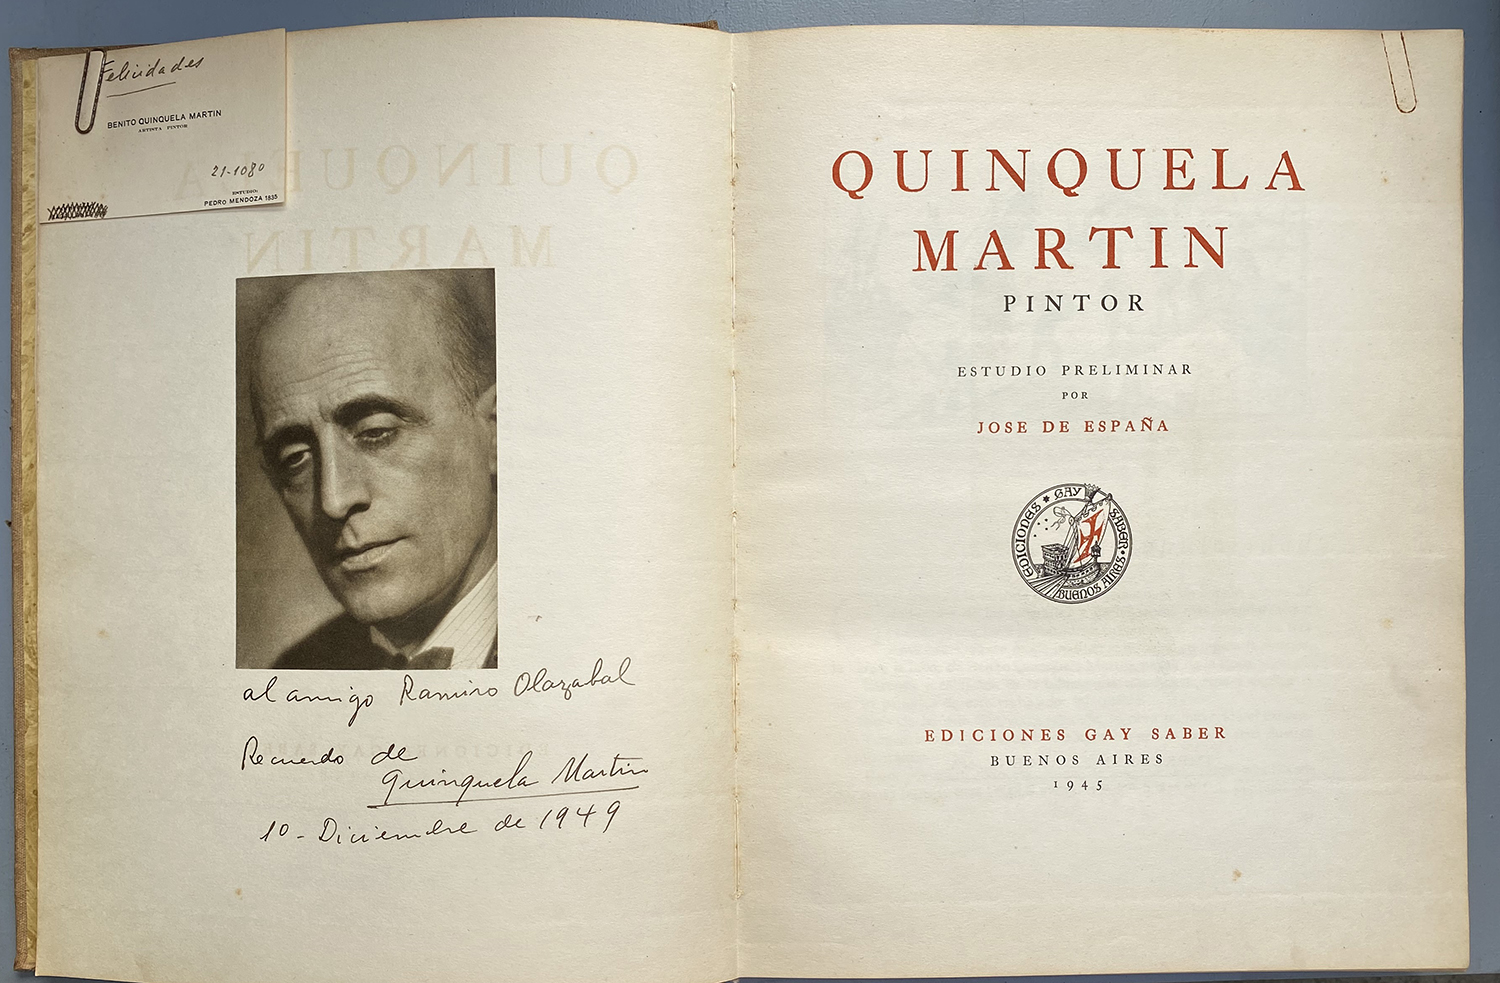 Felicidades
BENITO QUINQUELA MARTIN
ARTISTA PINTOR
21-1080
ESTUDIO:
PEDRO MENDOZA 1835
al amigo Ramiro Olazabal
Recuerdo de
Quinquela Martin
10 - Diciembre de 1949
QUINQUELA
MARTIN
PINTOR
ESTUDIO PRELIMINAR
POR
JOSE DE ESPAÑA
EDICIONES GAY SABER
BUENOS AIRES
EDICIONES GAY SABER
BUENOS AIRES
1945